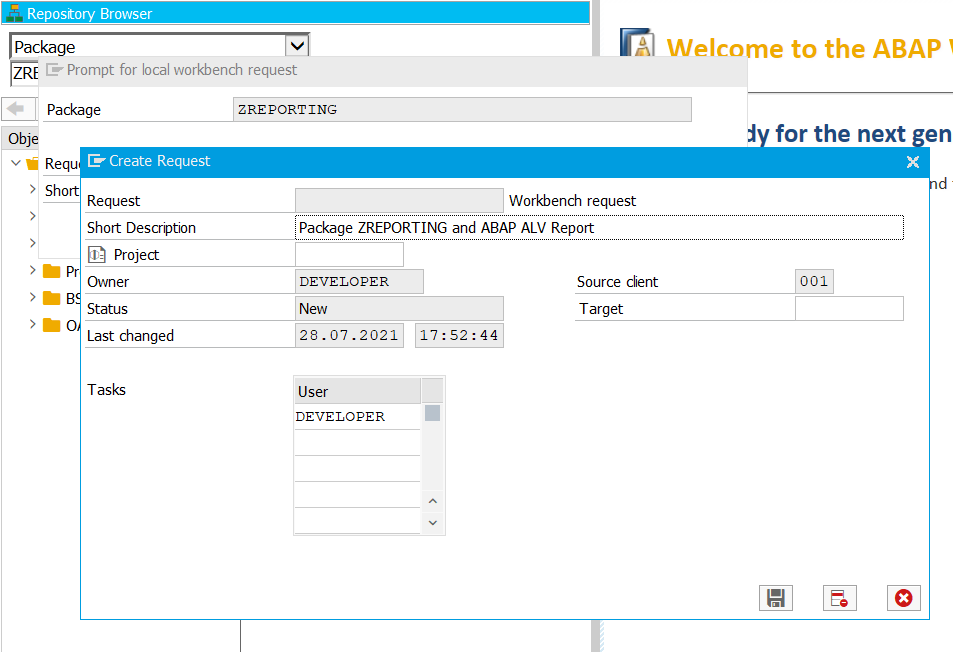 Repository Browser
Package
ZRE
Welcome to the ABAP
Prompt for local workbench request
Package ZREPORTING
Obje
dy for the next gen
Create Request
Reque
nd
Short
Request Workbench request
Short Description Package ZREPORTING and ABAP ALV Report
Project
Pr
Owner DEVELOPER Source client 001
BS
Status New Target
OA
Last changed 28.07.2021 17:52:44
Tasks User
DEVELOPER